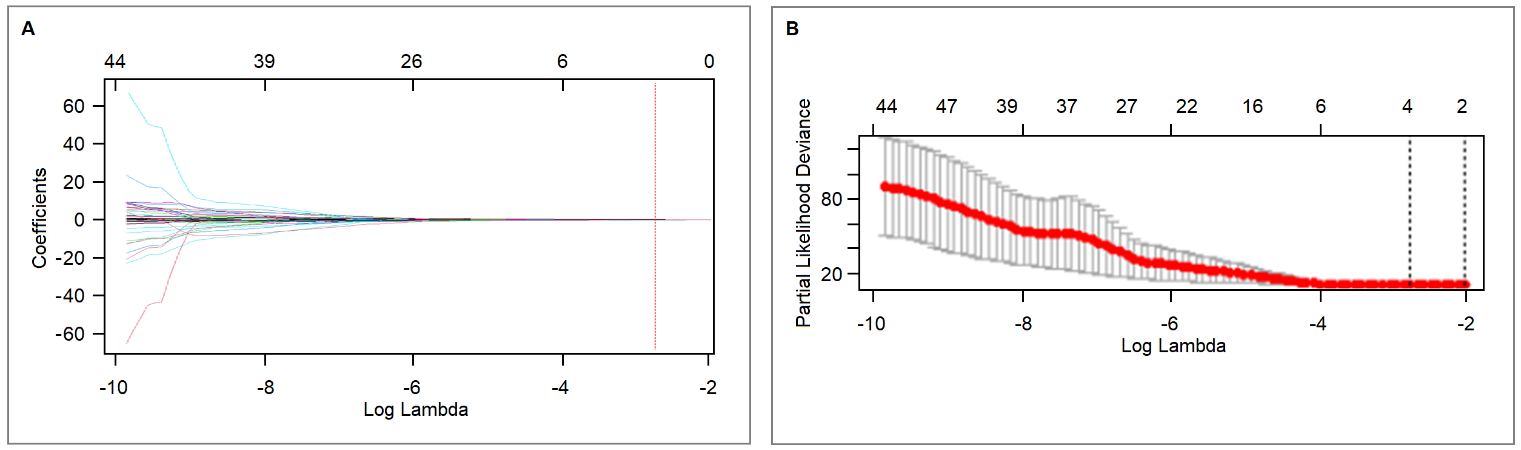 A
44 39 26 6 0
60
40
20
0
-20
-40
-60
Coefficients
-10 -8 -6 -4 -2
Log Lambda
B
44 47 39 37 27 22 16 6 4 2
80
20
Partial Likelihood Deviance
-10 -8 -6 -4 -2
Log Lambda